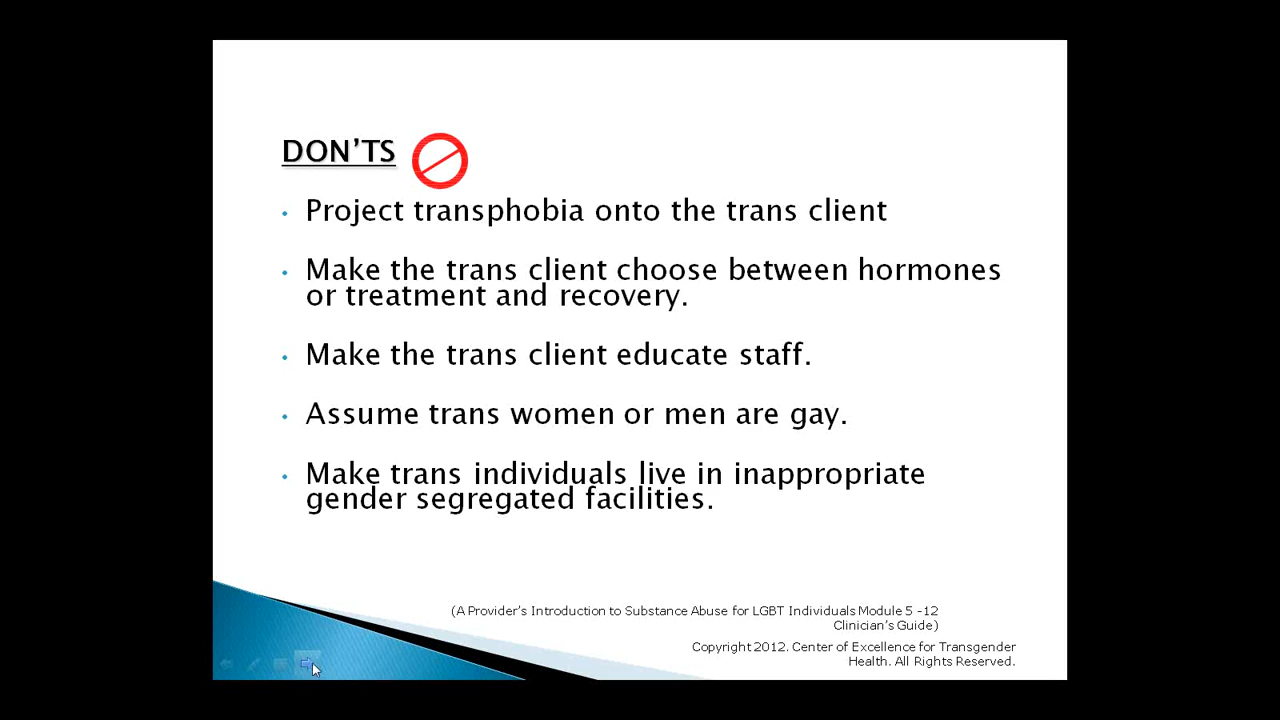 DON'TS
• Project transphobia onto the trans client
• Make the trans client choose between hormones
or treatment and recovery.
• Make the trans client educate staff.
• Assume trans women or men are gay.
• Make trans individuals live in inappropriate
gender segregated facilities.
(A Provider's Introduction to Substance Abuse for LGBT Individuals Module 5 -12
Clinician's Guide)
Copyright 2012. Center of Excellence for Transgender
Health. All Rights Reserved.